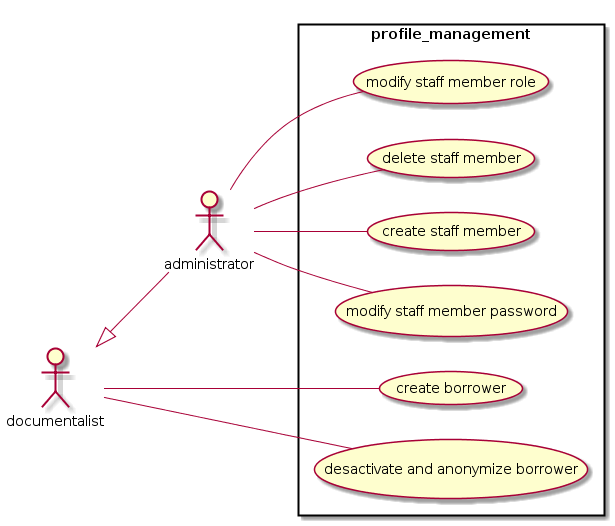 profile_management
modify staff member role
delete staff member
create staff member
administrator
modify staff member password
create borrower
documentalist
desactivate and anonymize borrower